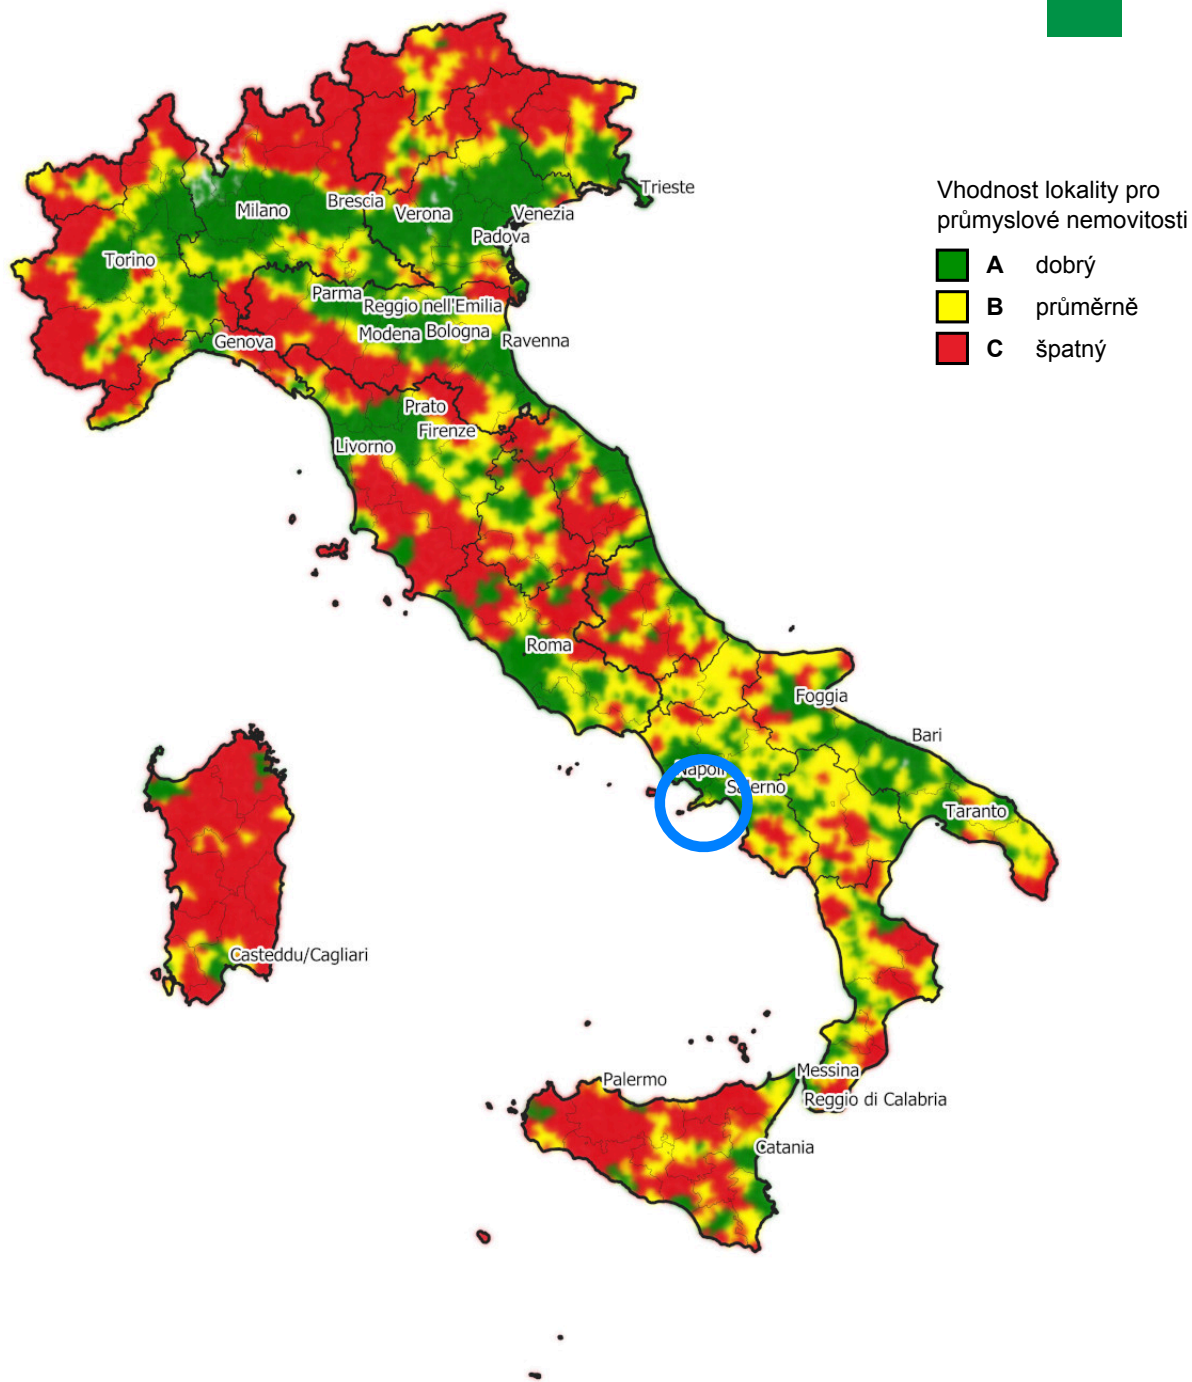 Trieste
Brescia
Milano
Verona
Venezia
Padova
Torino
Parma
Reggio nell'Emilia
Modena
Bologna
Genova
Ravenna
Prato
Firenze
Livorno
Roma
Foggia
Bari
Napoli
Salerno
Taranto
Casteddu/Cagliari
Messina
Palermo
Reggio di Calabria
Catania
Vhodnost lokality pro
průmyslové nemovitosti
A dobrý
B průměrně
C špatný